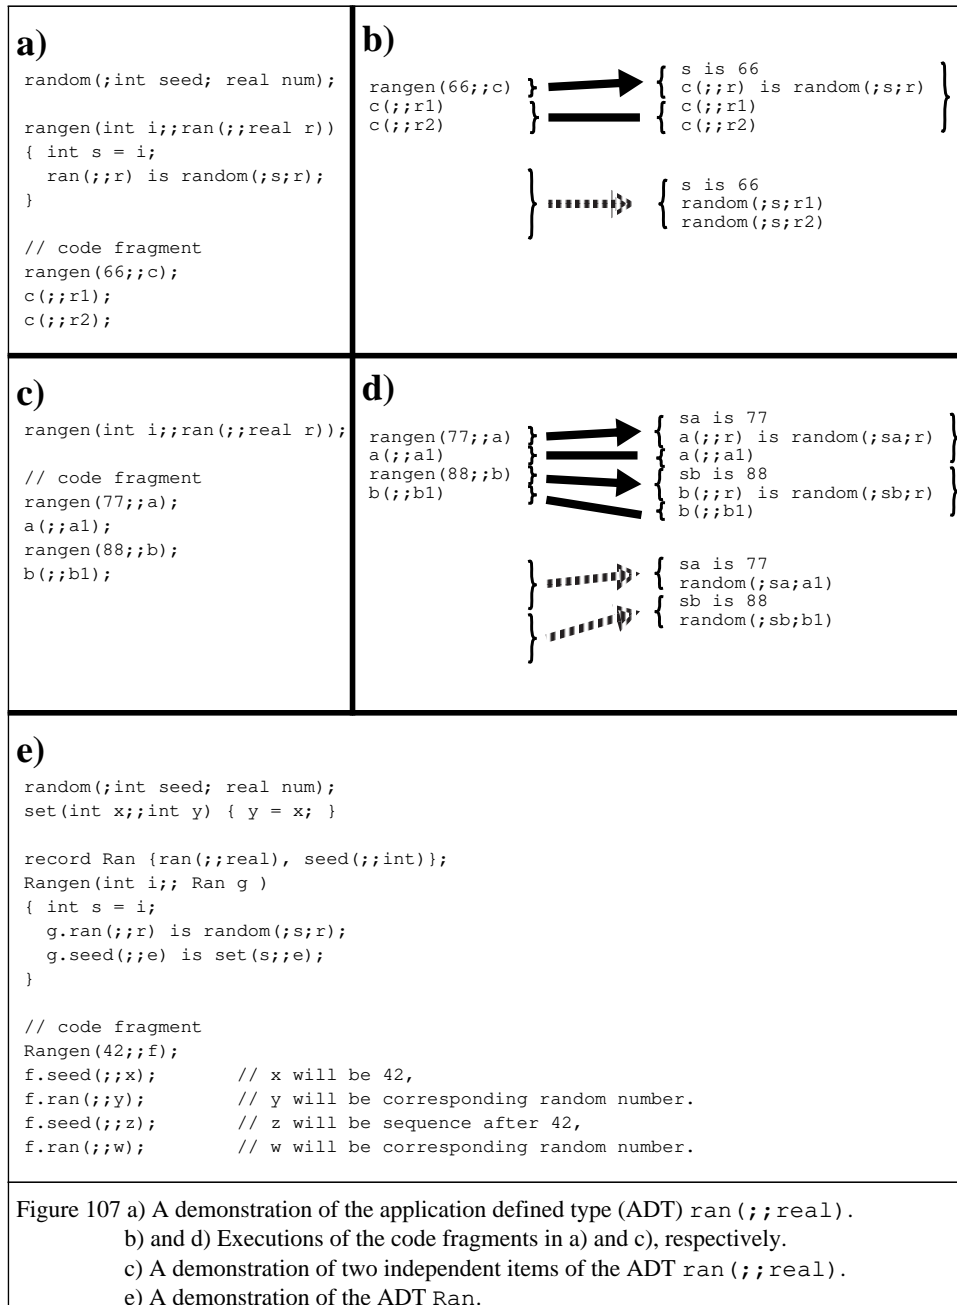 a)
random(;int seed; real num);
rangen(int i;;ran(;;real r))
{ int s = i;
ran(;;r) is random(;s;r);
}
// code fragment
rangen(66;;c);
c(;;r1);
c(;;r2);
b)
rangen(66;;c) }
c(;;r1)
c(;;r2)
s is 66
c(;;r) is random(;s;r)
c(;;r1)
c(;;r2)
s is 66
random(;s;r1)
random(;s;r2)
c)
rangen(int i;;ran(;;real r));
// code fragment
rangen(77;;a);
a(;;a1);
rangen(88;;b);
b(;;b1);
d)
rangen(77;;a) }
a(;;a1) }
rangen(88;;b) }
b(;;b1) }
sa is 77
a(;;r) is random(;sa;r)
a(;;a1)
sb is 88
b(;;r) is random(;sb;r)
b(;;b1)
sa is 77
random(;sa;a1)
sb is 88
random(;sb;b1)
e)
random(;int seed; real num);
set(int x;;int y) { y = x; }
record Ran {ran(;;real), seed(;;int)};
Rangen(int i;; Ran g )
{ int s = i;
g.ran(;;r) is random(;s;r);
g.seed(;;e) is set(s;;e);
}
// code fragment
Rangen(42;;f);
f.seed(;;x); // x will be 42,
f.ran(;;y); // y will be corresponding random number.
f.seed(;;z); // z will be sequence after 42,
f.ran(;;w); // w will be corresponding random number.
Figure 107 a) A demonstration of the application defined type (ADT) ran(;;real).
b) and d) Executions of the code fragments in a) and c), respectively.
c) A demonstration of two independent items of the ADT ran(;;real).
e) A demonstration of the ADT Ran.